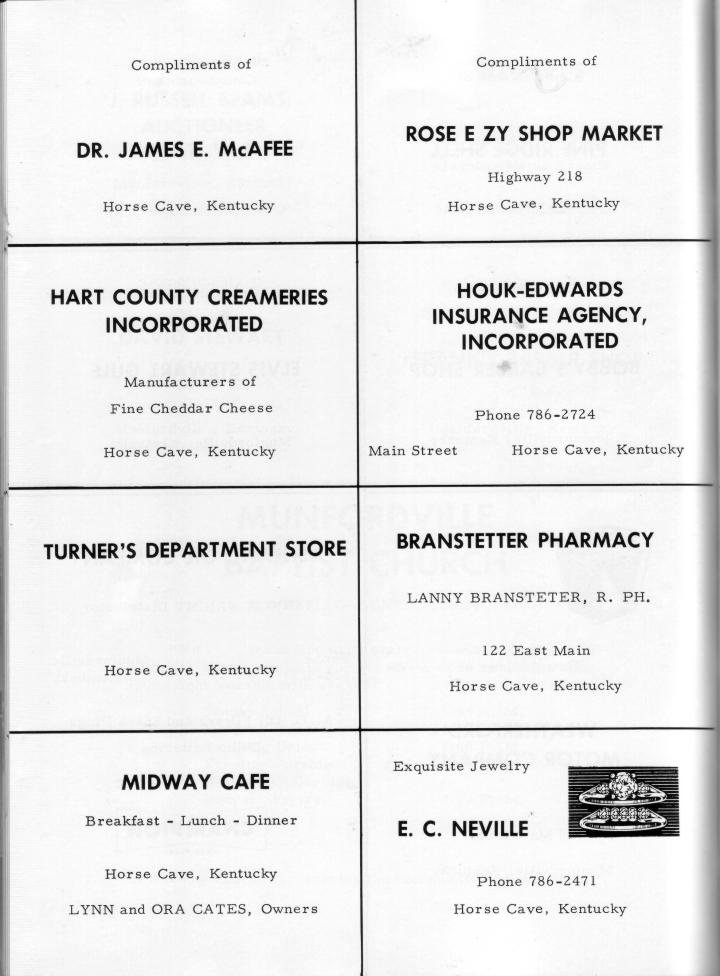 Compliments of
DR. JAMES E. McAFEE
Horse Cave, Kentucky
Compliments of
ROSE E ZY SHOP MARKET
Highway 218
Horse Cave, Kentucky
HART COUNTY CREAMERIES
INCORPORATED
Manufacturers of
Fine Cheddar Cheese
Horse Cave, Kentucky
HOUK-EDWARDS
INSURANCE AGENCY,
INCORPORATED
Phone 786-2724
Main Street Horse Cave, Kentucky
TURNER'S DEPARTMENT STORE
Horse Cave, Kentucky
BRANSTETTER PHARMACY
LANNY BRANSTETER, R. PH.
122 East Main
Horse Cave, Kentucky
MIDWAY CAFE
Breakfast - Lunch - Dinner
Horse Cave, Kentucky
LYNN and ORA CATES, Owners
Exquisite Jewelry
E. C. NEVILLE
Phone 786-2471
Horse Cave, Kentucky